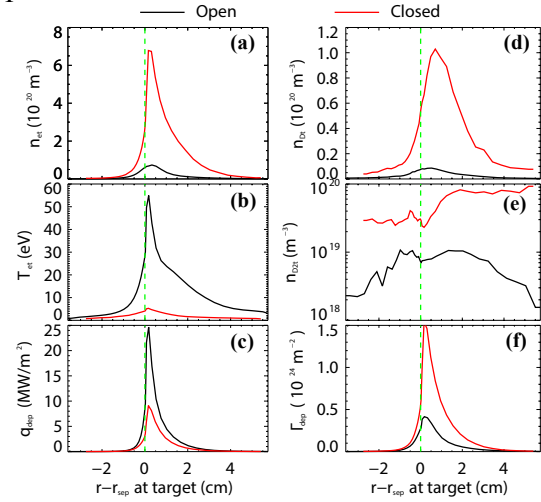 Open
Closed
(a)
n_et (10^20 m^−3)
8
6
4
2
0
(d)
n_Dt (10^20 m^−3)
1.0
0.8
0.6
0.4
0.2
0.0
(b)
T_et (eV)
60
50
40
30
20
10
0
(e)
n_D2t (m^−3)
10^20
10^19
10^18
(c)
q_dep (MW/m^2)
25
20
15
10
5
0
(f)
Γ_dep (10^24 m^−2)
1.5
1.0
0.5
0.0
−2 0 2 4
r−r_sep at target (cm)
−2 0 2 4
r−r_sep at target (cm)